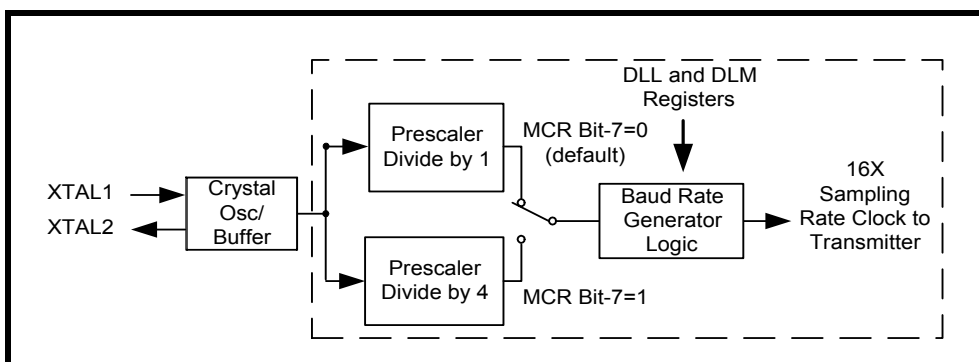 DLL and DLM
Registers
Prescaler
Divide by 1
MCR Bit-7=0
(default)
XTAL1
XTAL2
Crystal
Osc/
Buffer
Baud Rate
Generator
Logic
16X
Sampling
Rate Clock to
Transmitter
Prescaler
Divide by 4
MCR Bit-7=1